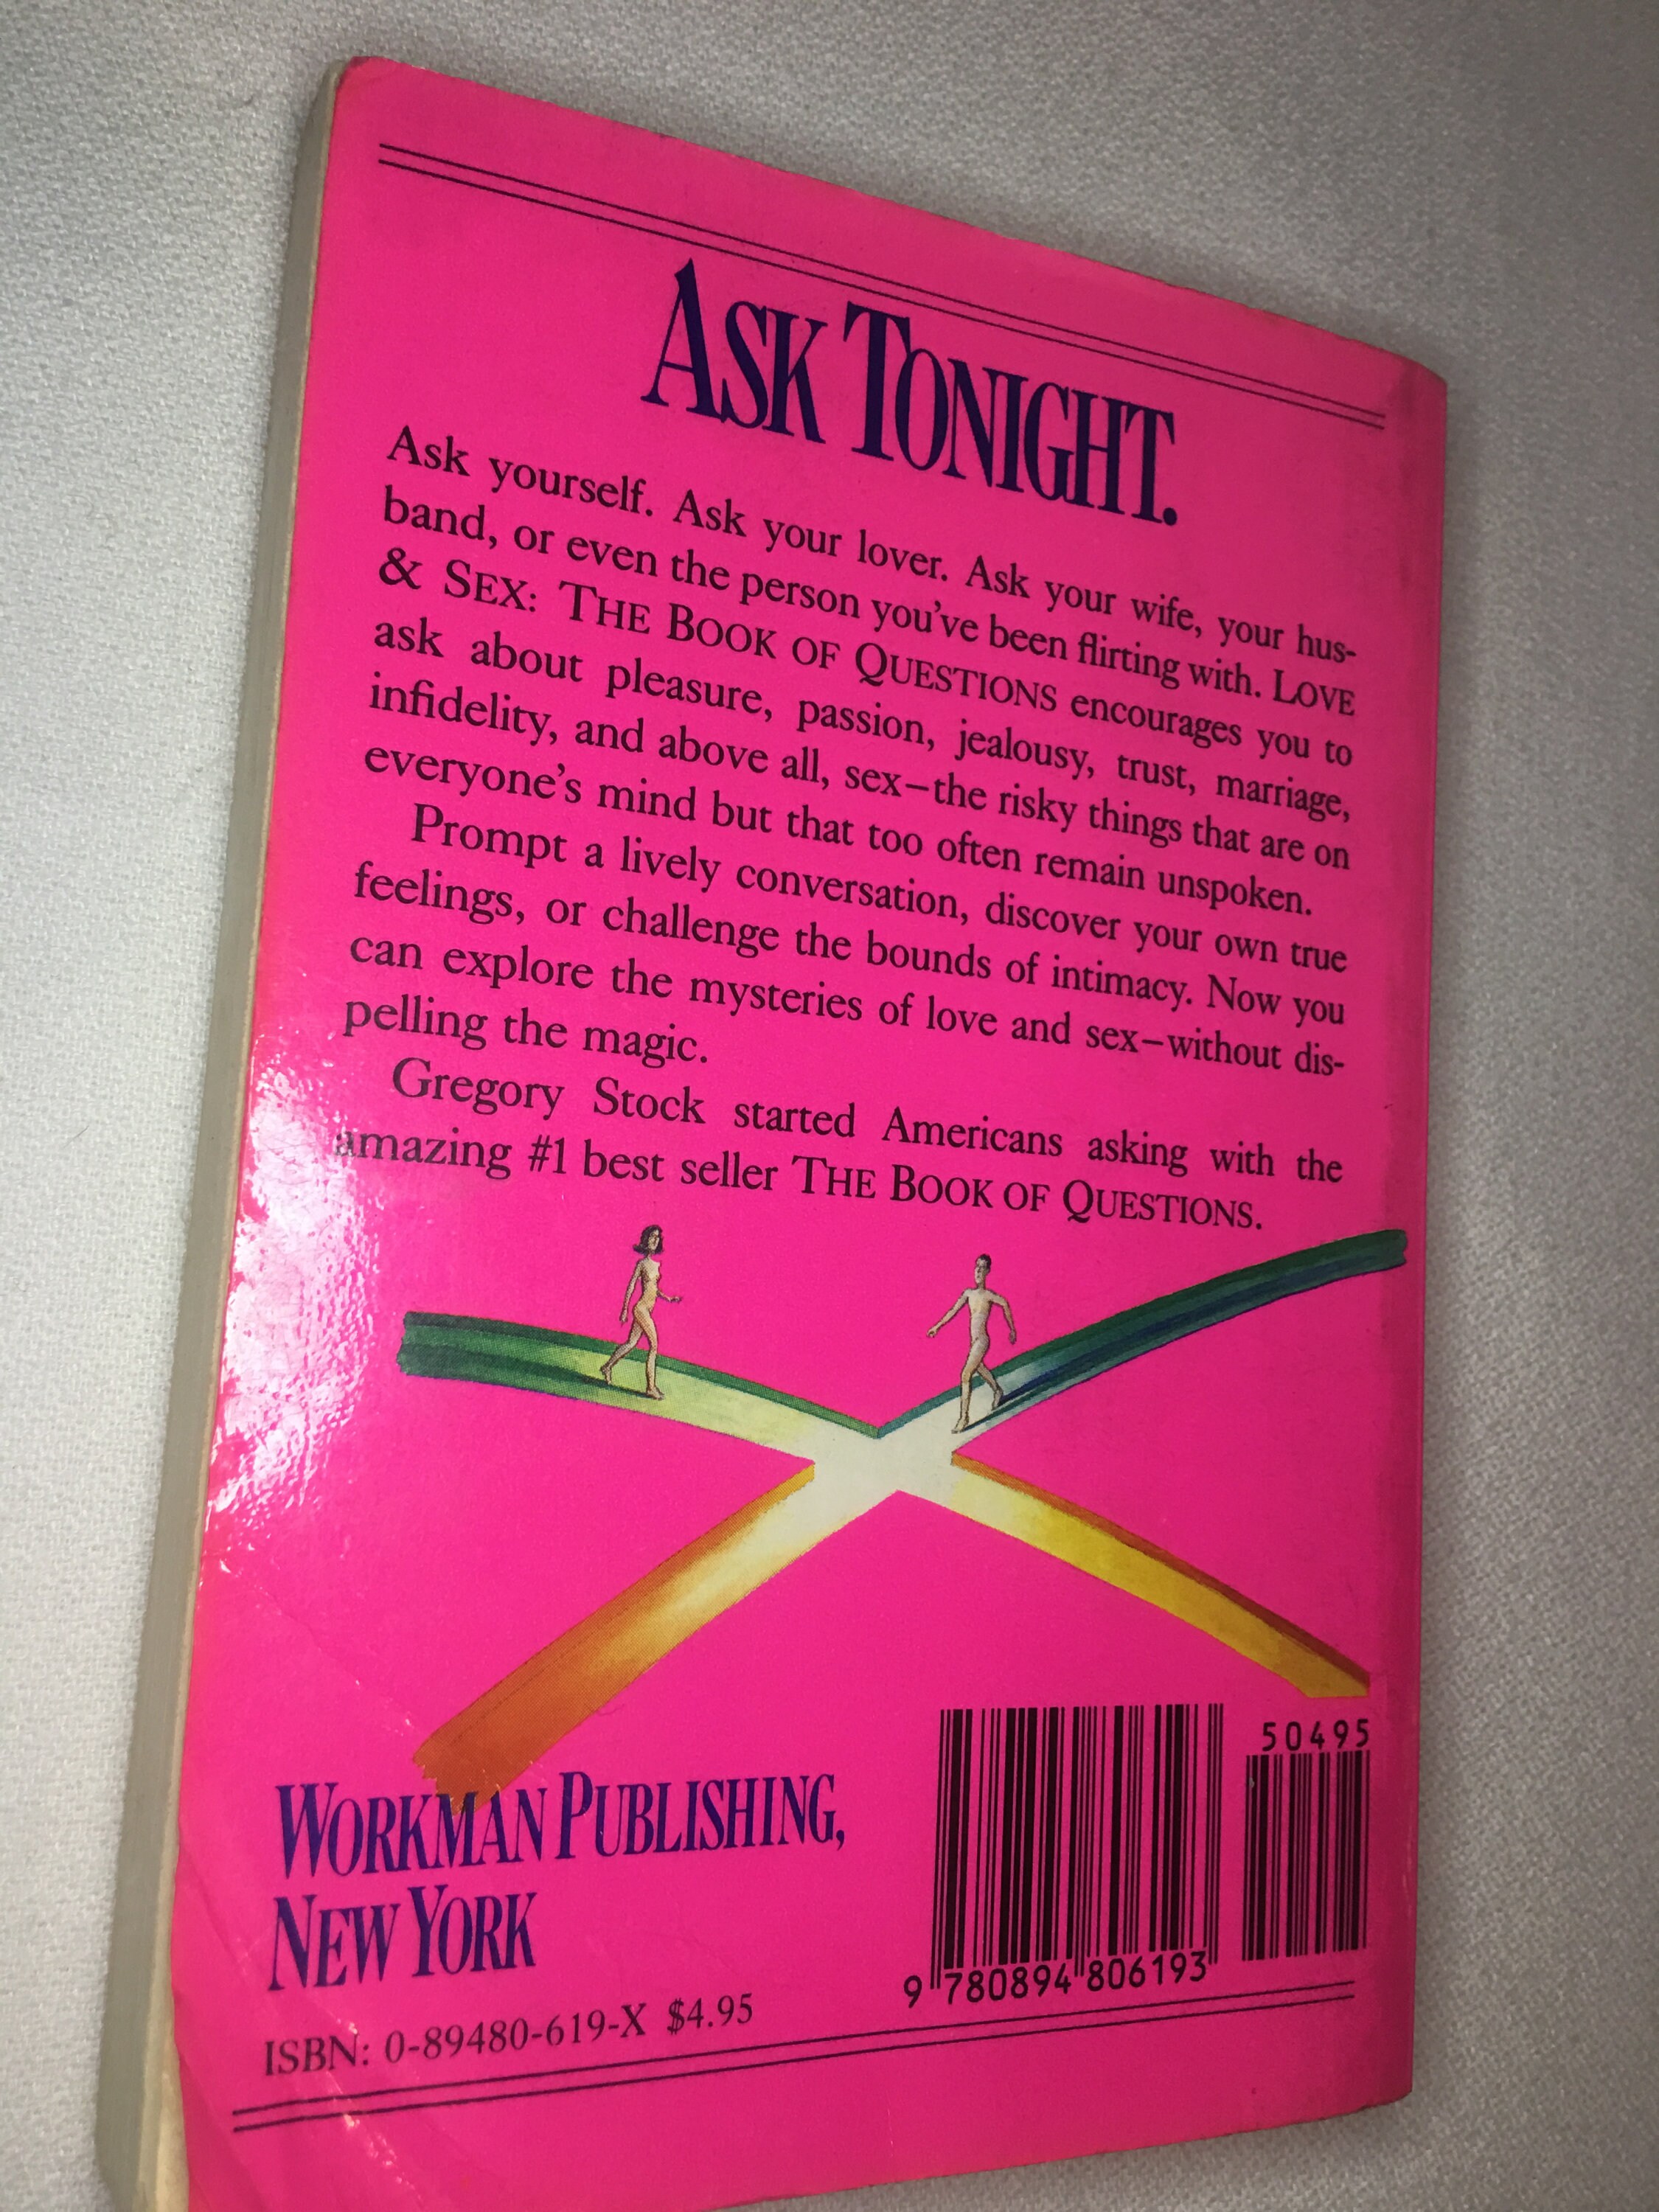 ASK TONIGHT.
Ask yourself. Ask your lover. Ask your wife, your hus-
band, or even the person you've been flirting with. LOVE
& SEX: THE BOOK OF QUESTIONS encourages you to
ask about pleasure, passion, jealousy, trust, marriage,
infidelity, and above all, sex—the risky things that are on
everyone's mind but that too often remain unspoken.
Prompt a lively conversation, discover your own true
feelings, or challenge the bounds of intimacy. Now you
can explore the mysteries of love and sex—without dis-
pelling the magic.
Gregory Stock started Americans asking with the
amazing #1 best seller THE BOOK OF QUESTIONS.
WORKMAN PUBLISHING,
NEW YORK
ISBN: 0-89480-619-X $4.95
50495
9 780894 806193